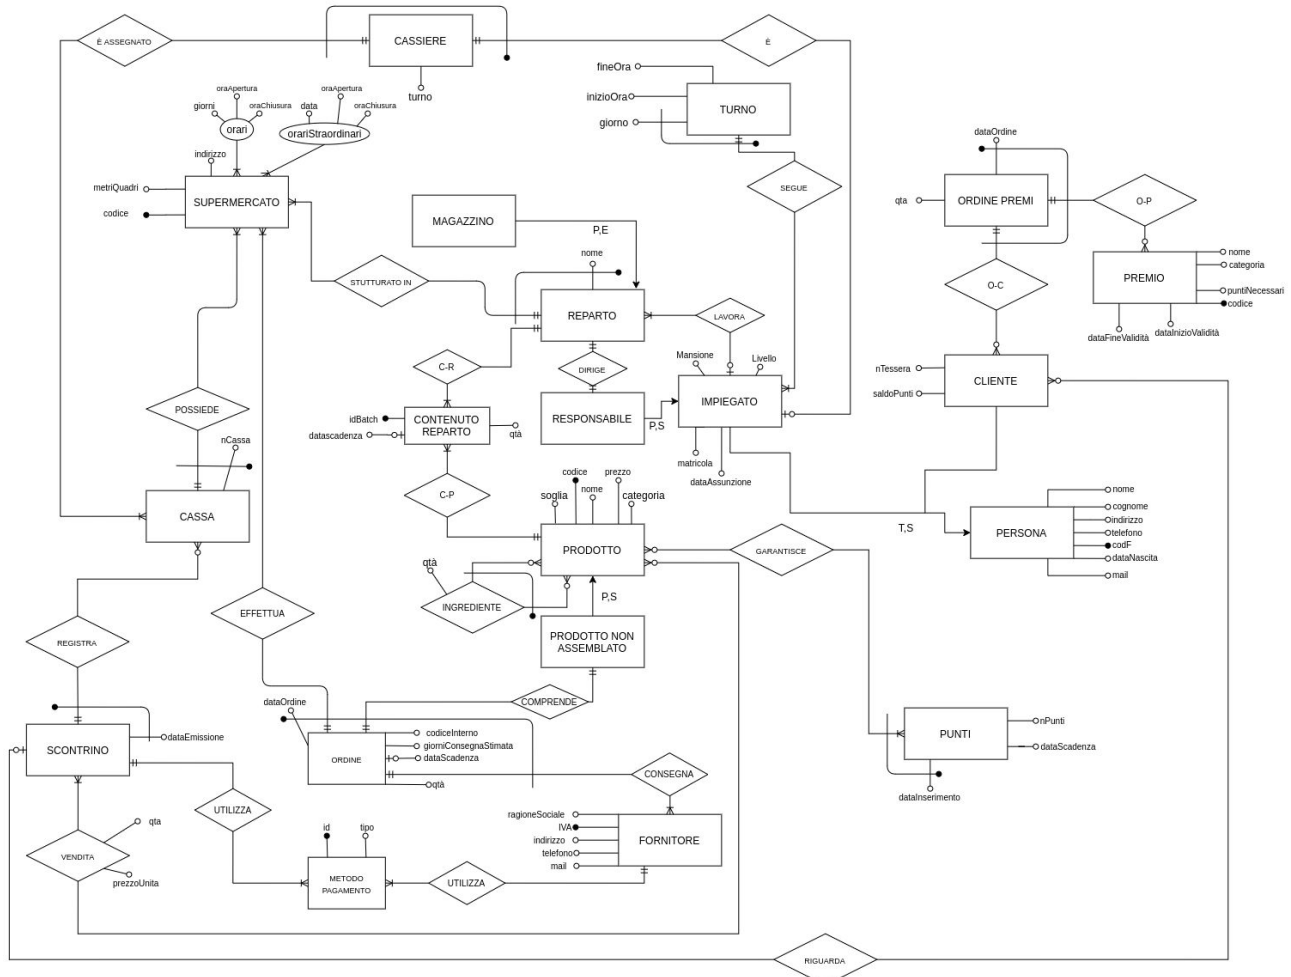 È ASSEGNATO
CASSIERE
È
turno
fineOra
inizioOra
giorno
TURNO
oraApertura
giorni
oraChiusura
orari
oraApertura
data
oraChiusura
orariStraordinari
indirizzo
metriQuadri
codice
SUPERMERCATO
SEGUE
dataOrdine
qta
ORDINE PREMI
O-P
nome
categoria
puntiNecessari
codice
PREMIO
dataFineValidità
dataInizioValidità
O-C
MAGAZZINO
P,E
nome
STUTTURATO IN
REPARTO
LAVORA
C-R
DIRIGE
Mansione
Livello
IMPIEGATO
RESPONSABILE
P,S
matricola
dataAssunzione
nTessera
saldoPunti
CLIENTE
POSSIEDE
nCassa
CASSA
idBatch
datascadenza
CONTENUTO
REPARTO
qtà
C-P
codice
prezzo
soglia
nome
categoria
PRODOTTO
GARANTISCE
T,S
PERSONA
nome
cognome
indirizzo
telefono
codF
dataNascita
mail
qtà
INGREDIENTE
P,S
PRODOTTO NON
ASSEMBLATO
EFFETTUA
REGISTRA
COMPRENDE
dataOrdine
ORDINE
codiceInterno
giorniConsegnaStimata
dataScadenza
qtà
SCONTRINO
dataEmissione
CONSEGNA
PUNTI
nPunti
dataScadenza
dataInserimento
UTILIZZA
ragioneSociale
IVA
indirizzo
telefono
mail
FORNITORE
VENDITA
qta
prezzoUnita
id
tipo
METODO
PAGAMENTO
UTILIZZA
RIGUARDA